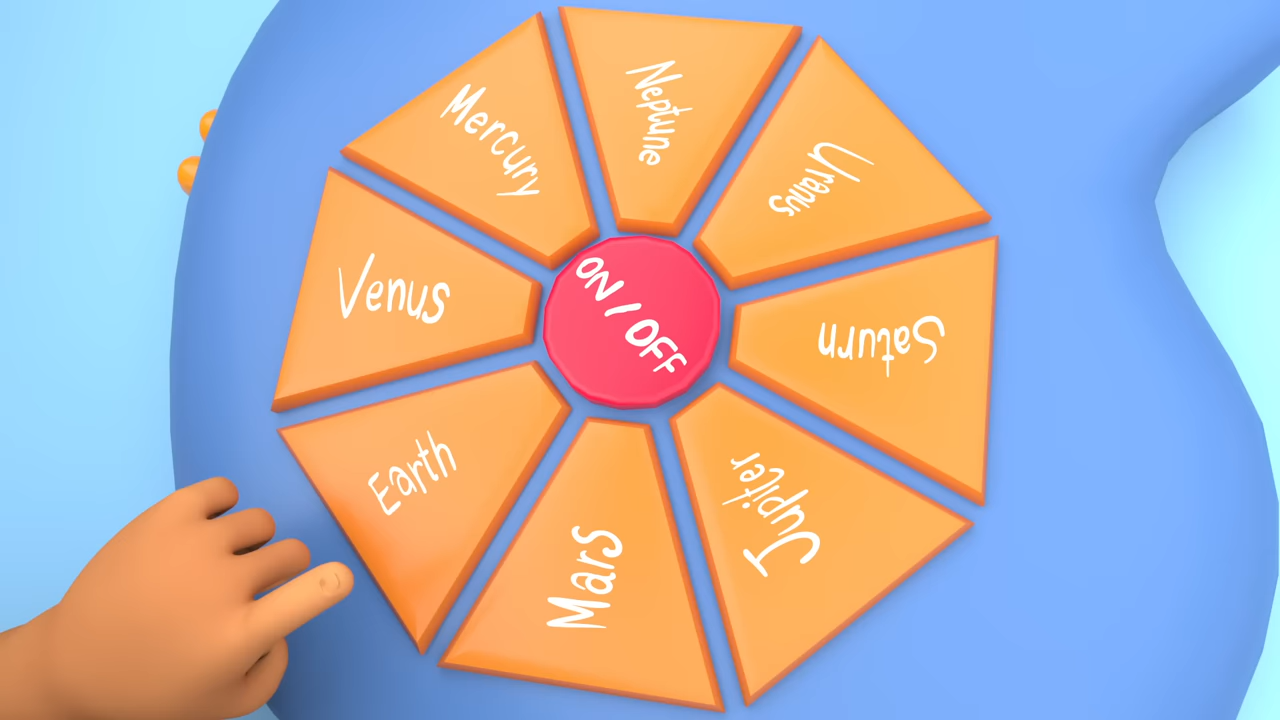 Neptune
Mercury
Uranus
Venus
ON / OFF
Saturn
Earth
Jupiter
Mars